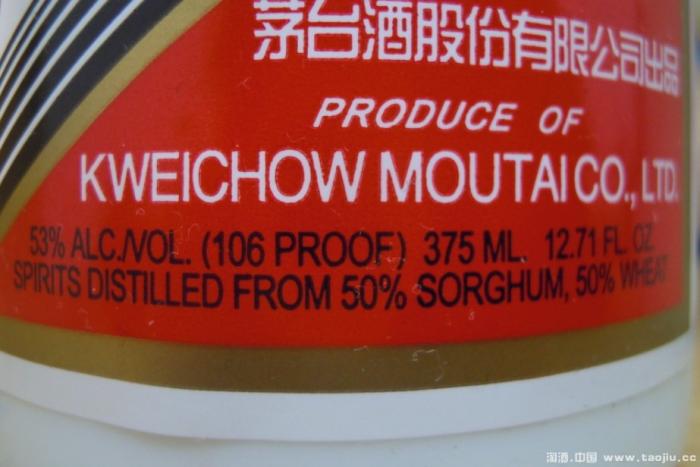 茅台酒股份有限公司出品
PRODUCE OF
KWEICHOW MOUTAI CO., LTD.
53% ALC./VOL. (106 PROOF) 375 ML. 12.71 FL. OZ
SPIRITS DISTILLED FROM 50% SORGHUM, 50% WHEAT
淘酒.中国 www.taojiu.cc